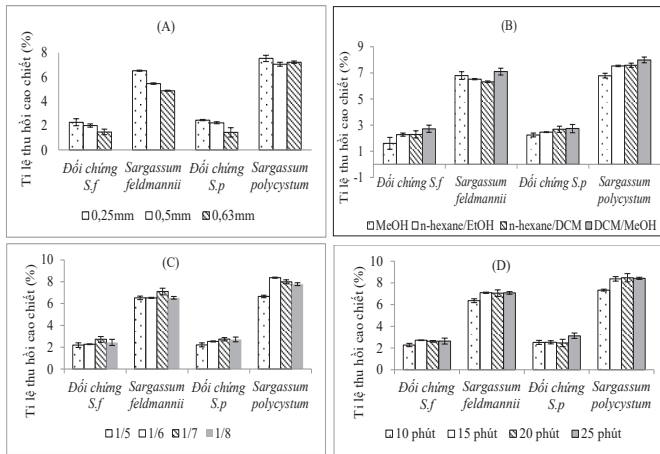 (A)
Tỉ lệ thu hồi cao chiết (%)
8
6
4
2
0
Đối chứng S.f
Sargassum feldmannii
Đối chứng S.p
Sargassum polycystum
0,25mm 0,5mm 0,63mm
(B)
Tỉ lệ thu hồi cao chiết (%)
9
7
5
3
1
-1
Đối chứng S.f
Sargassum feldmannii
Đối chứng S.p
Sargassum polycystum
MeOH n-hexane/EtOH n-hexane/DCM DCM/MeOH
(C)
Tỉ lệ thu hồi cao chiết (%)
10
8
6
4
2
0
Đối chứng S.f
Sargassum feldmannii
Đối chứng S.p
Sargassum polycystum
1/5 1/6 1/7 1/8
(D)
Tỉ lệ thu hồi cao chiết (%)
10
8
6
4
2
0
Đối chứng S.f
Sargassum feldmannii
Đối chứng S.p
Sargassum polycystum
10 phút 15 phút 20 phút 25 phút